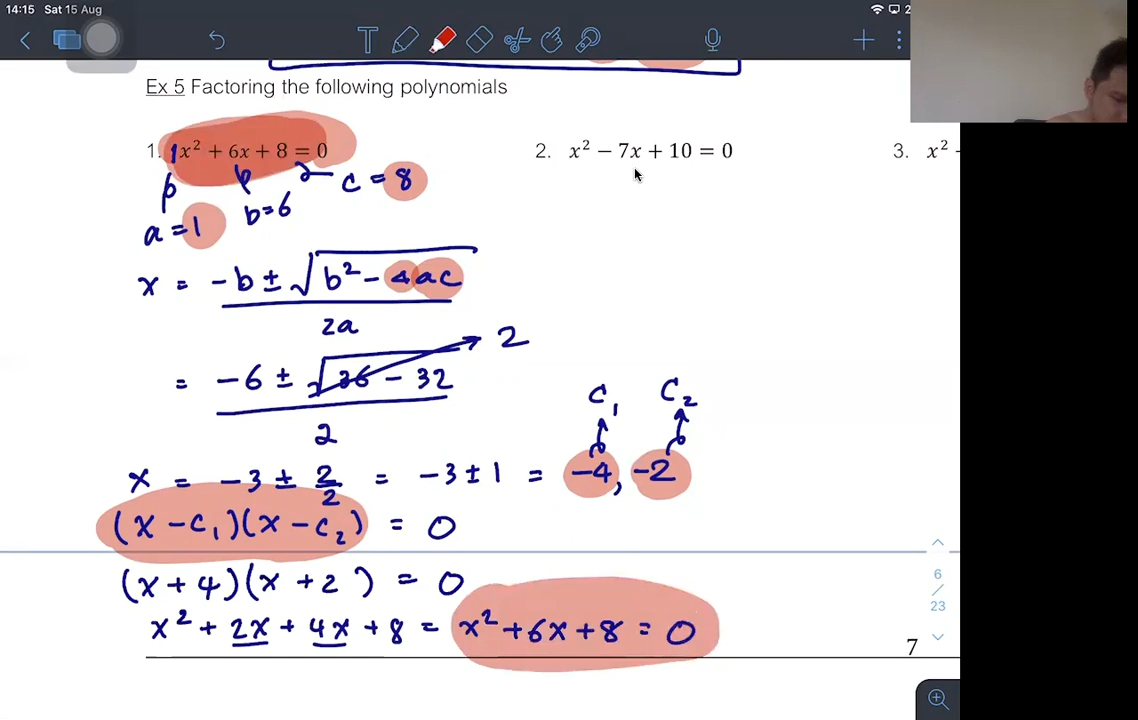 14:15 Sat 15 Aug
2
Ex 5 Factoring the following polynomials
1. 1x² + 6x + 8 = 0
2. x² − 7x + 10 = 0
3. x² -
c = 8
b=6
a = 1
x = -b ± √b² - 4ac
2a
= -6 ± √36 - 32 2
2
C₁ C₂
x = -3 ± 2/2 = -3 ± 1 = -4, -2
(x - c₁)(x - c₂) = 0
(x + 4)(x + 2) = 0
x² + 2x + 4x + 8 = x² + 6x + 8 = 0
6
/
23
7